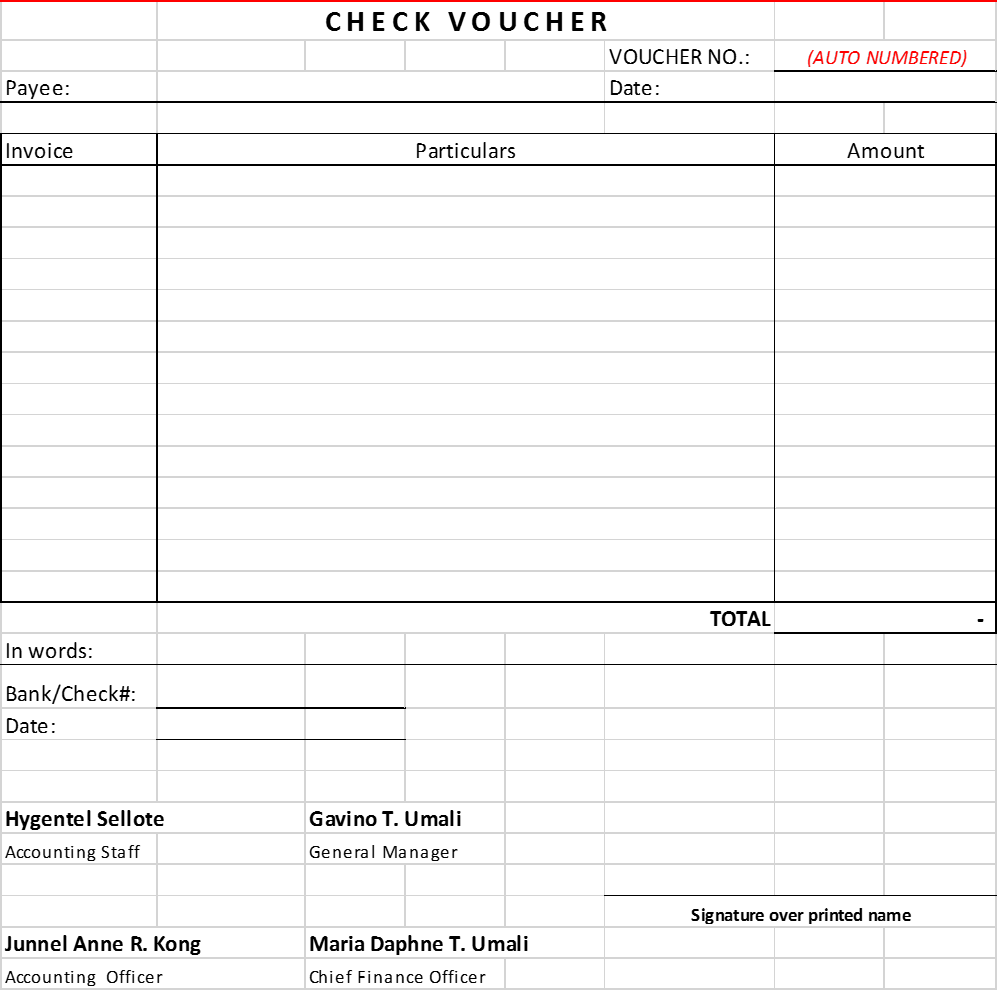 CHECK VOUCHER
VOUCHER NO.: (AUTO NUMBERED)
Payee: Date:
Invoice Particulars Amount
TOTAL -
In words:
Bank/Check#:
Date:
Hygentel Sellote Gavino T. Umali
Accounting Staff General Manager
Signature over printed name
Junnel Anne R. Kong Maria Daphne T. Umali
Accounting Officer Chief Finance Officer